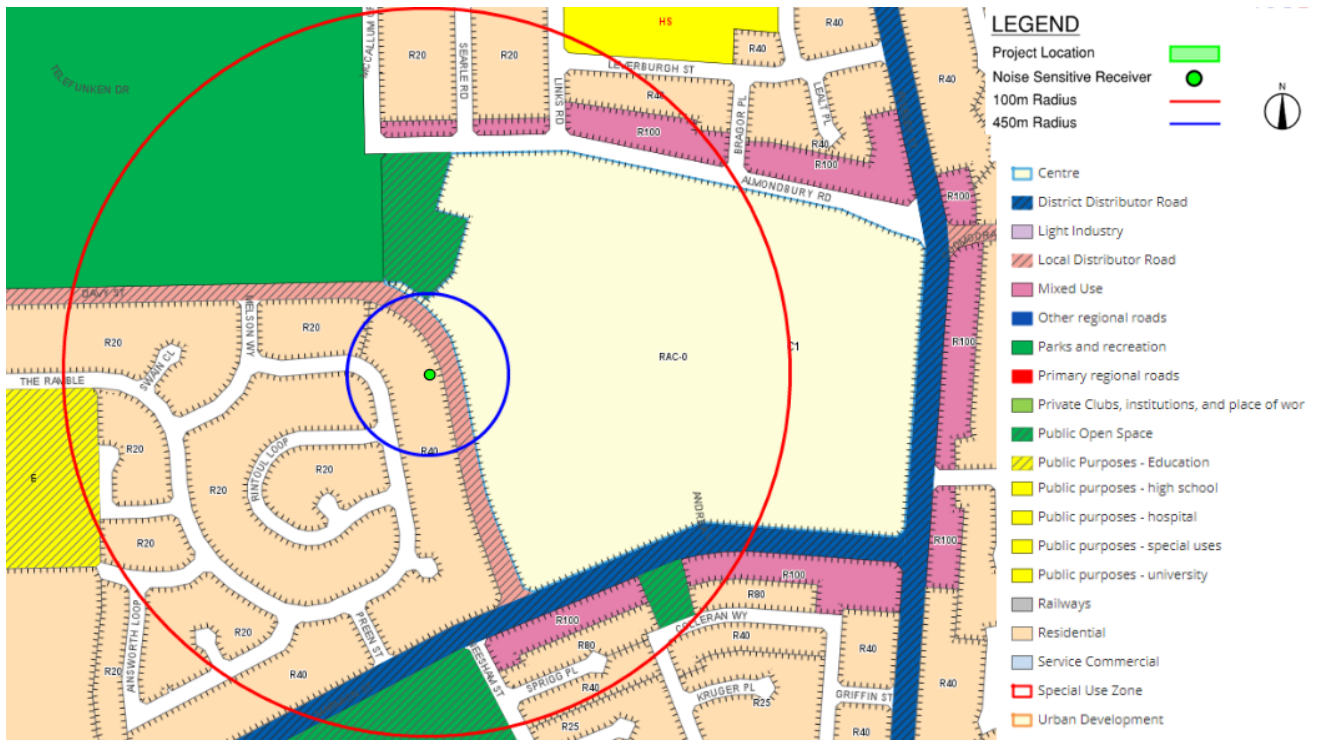 HS
R40
R40
MCCALLUM
R20
SEARLE RD
R20
LINKS RD
LEVERBURGH ST
R40
R40
TELEFUNKEN DR
R100
BRAGOR PL
LEALT PL
R40
R100
ALMONDBURY RD
R100
DAVY ST
NELSON WY
R20
R20
SWAIN CL
THE RAMBLE
RAC-0
C1
R100
E
R20
R20
RINTOUL LOOP
R20
R40
R20
R100
R100
R80
COLLERAN WY
R40
R100
R80
SPRIGG PL
R40
KRUGER PL
R25
R25
GRIFFIN ST
R40
R40
R40
AINSWORTH LOOP
R20
R20
PREEN ST
R40
LEGEND
Project Location
Noise Sensitive Receiver
100m Radius
450m Radius
N
Centre
District Distributor Road
Light Industry
Local Distributor Road
Mixed Use
Other regional roads
Parks and recreation
Primary regional roads
Private Clubs, institutions, and place of wor
Public Open Space
Public Purposes - Education
Public purposes - high school
Public purposes - hospital
Public purposes - special uses
Public purposes - university
Railways
Residential
Service Commercial
Special Use Zone
Urban Development